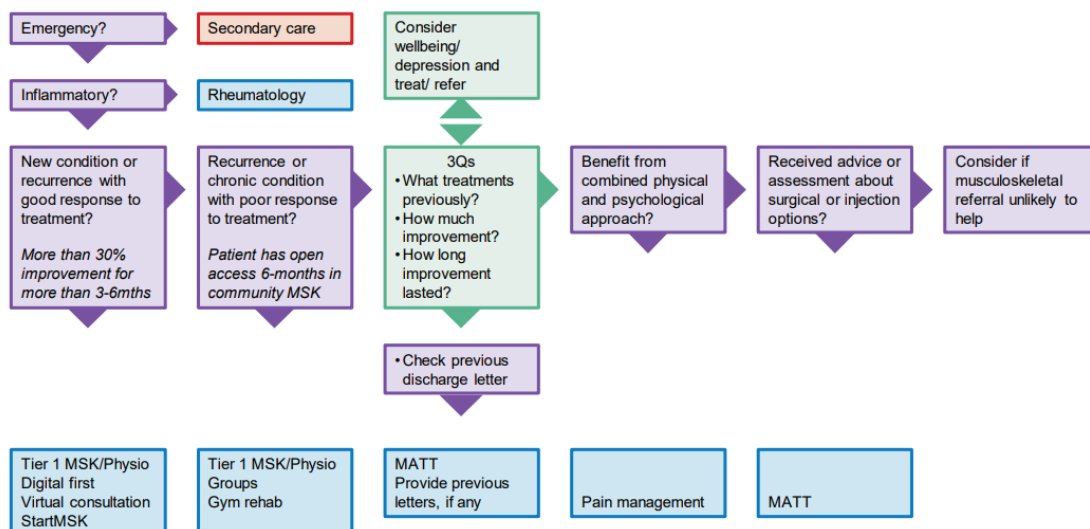 Emergency?
Secondary care
Consider
wellbeing/
depression and
treat/ refer
Inflammatory?
Rheumatology
New condition or
recurrence with
good response to
treatment?
More than 30%
improvement for
more than 3-6mths
Recurrence or
chronic condition
with poor response
to treatment?
Patient has open
access 6-months in
community MSK
3Qs
•What treatments
previously?
•How much
improvement?
•How long
improvement
lasted?
Benefit from
combined physical
and psychological
approach?
Received advice or
assessment about
surgical or injection
options?
Consider if
musculoskeletal
referral unlikely to
help
•Check previous
discharge letter
Tier 1 MSK/Physio
Digital first
Virtual consultation
StartMSK
Tier 1 MSK/Physio
Groups
Gym rehab
MATT
Provide previous
letters, if any
Pain management
MATT